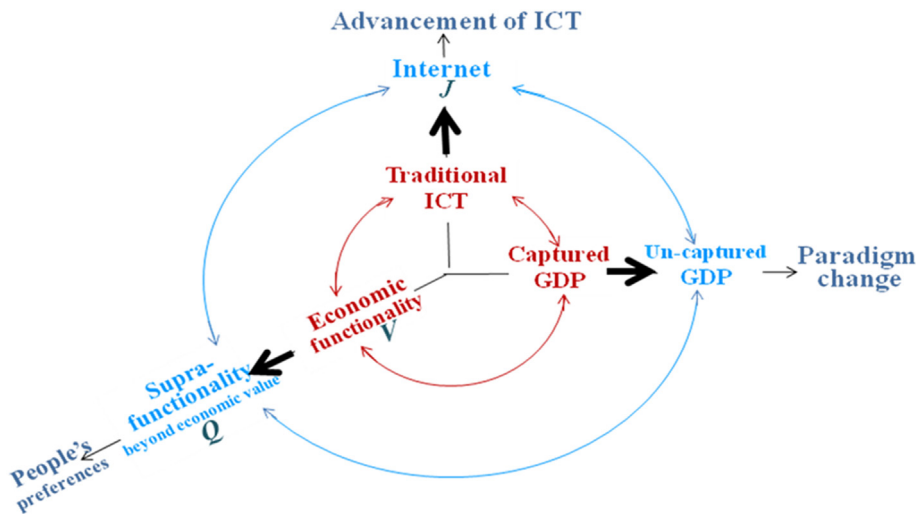 Advancement of ICT
Internet
J
Traditional
ICT
Captured
GDP
Un-captured
GDP
Paradigm
change
Economic
functionality
V
Supra-
functionality
beyond economic value
Q
People's
preferences